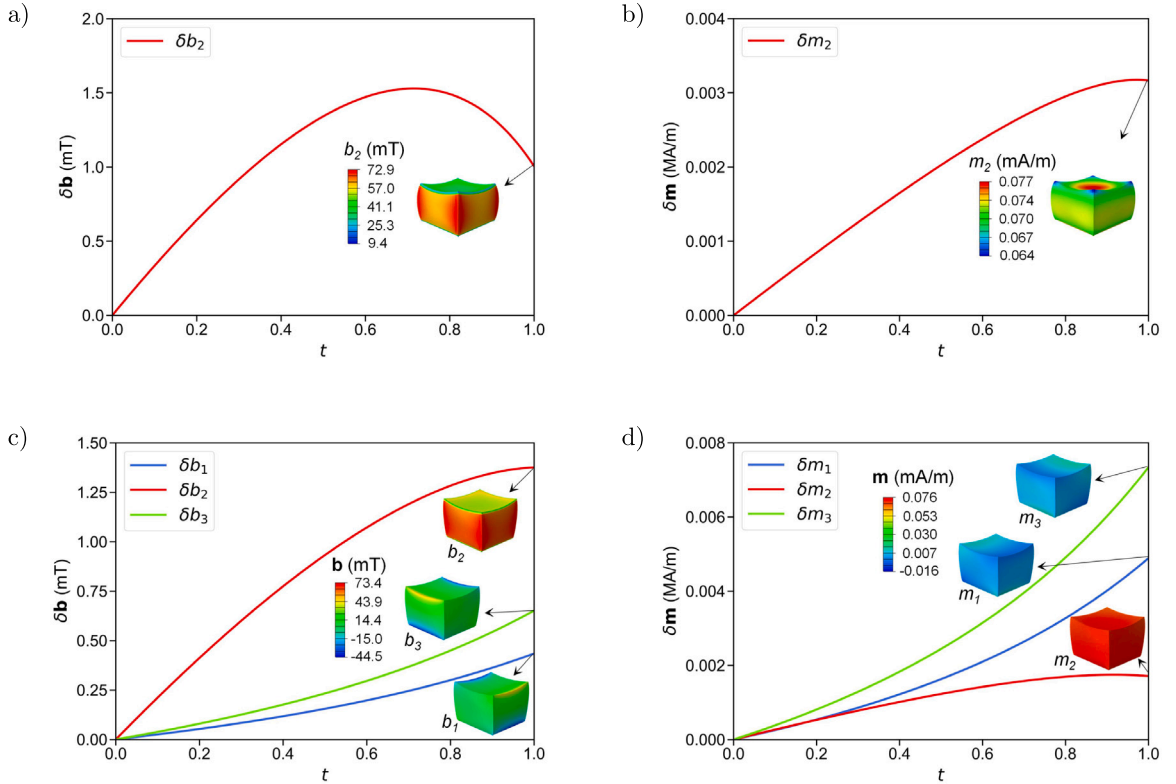 a)
2.0
1.5
1.0
0.5
0.0
δb (mT)
δb2
b2 (mT)
72.9
57.0
41.1
25.3
9.4
0.0 0.2 0.4 0.6 0.8 1.0
t
b)
0.004
0.003
0.002
0.001
0.000
δm (MA/m)
δm2
m2 (mA/m)
0.077
0.074
0.070
0.067
0.064
0.0 0.2 0.4 0.6 0.8 1.0
t
c)
1.50
1.25
1.00
0.75
0.50
0.25
0.00
δb (mT)
δb1
δb2
δb3
b (mT)
73.4
43.9
14.4
-15.0
-44.5
b2
b3
b1
0.0 0.2 0.4 0.6 0.8 1.0
t
d)
0.008
0.006
0.004
0.002
0.000
δm (MA/m)
δm1
δm2
δm3
m (mA/m)
0.076
0.053
0.030
0.007
-0.016
m3
m1
m2
0.0 0.2 0.4 0.6 0.8 1.0
t